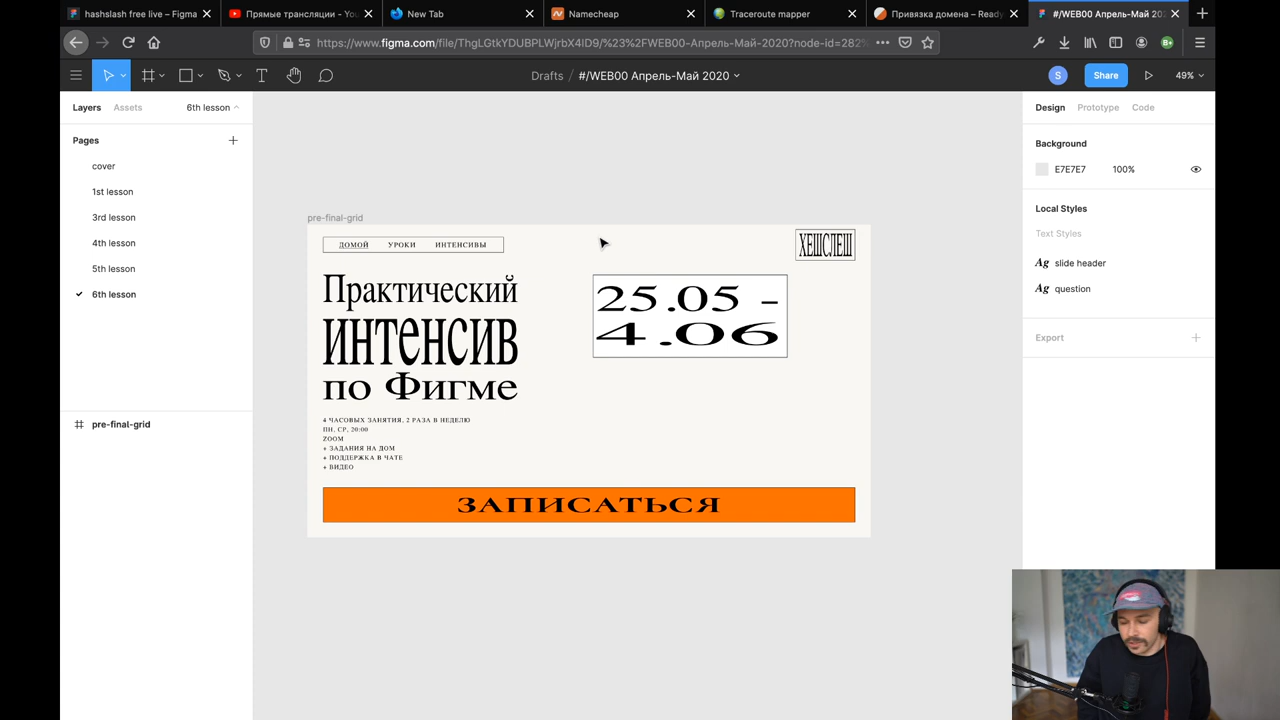 hashslash free live – Figma
Прямые трансляции - You
New Tab
Namecheap
Traceroute mapper
Привязка домена – Ready
#/WEB00 Апрель-Май 202
https://www.figma.com/file/ThgLGtkYDUBPLWjrbX4ID9/%23%2FWEB00-Апрель-Май-2020?node-id=282%
Drafts / #/WEB00 Апрель-Май 2020
S
Share
49%
Layers
Assets
6th lesson
Design
Prototype
Code
Pages
cover
1st lesson
3rd lesson
4th lesson
5th lesson
6th lesson
pre-final-grid
Background
E7E7E7
100%
Local Styles
Text Styles
Ag slide header
Ag question
Export
pre-final-grid
ДОМОЙ
УРОКИ
ИНТЕНСИВЫ
ХЕШСЛЕШ
Практический
интенсив
по Фигме
25.05 -
4.06
4 ЧАСОВЫХ ЗАНЯТИЯ, 2 РАЗА В НЕДЕЛЮ
ПН, СР, 20:00
ZOOM
+ ЗАДАНИЯ НА ДОМ
+ ПОДДЕРЖКА В ЧАТЕ
+ ВИДЕО
ЗАПИСАТЬСЯ